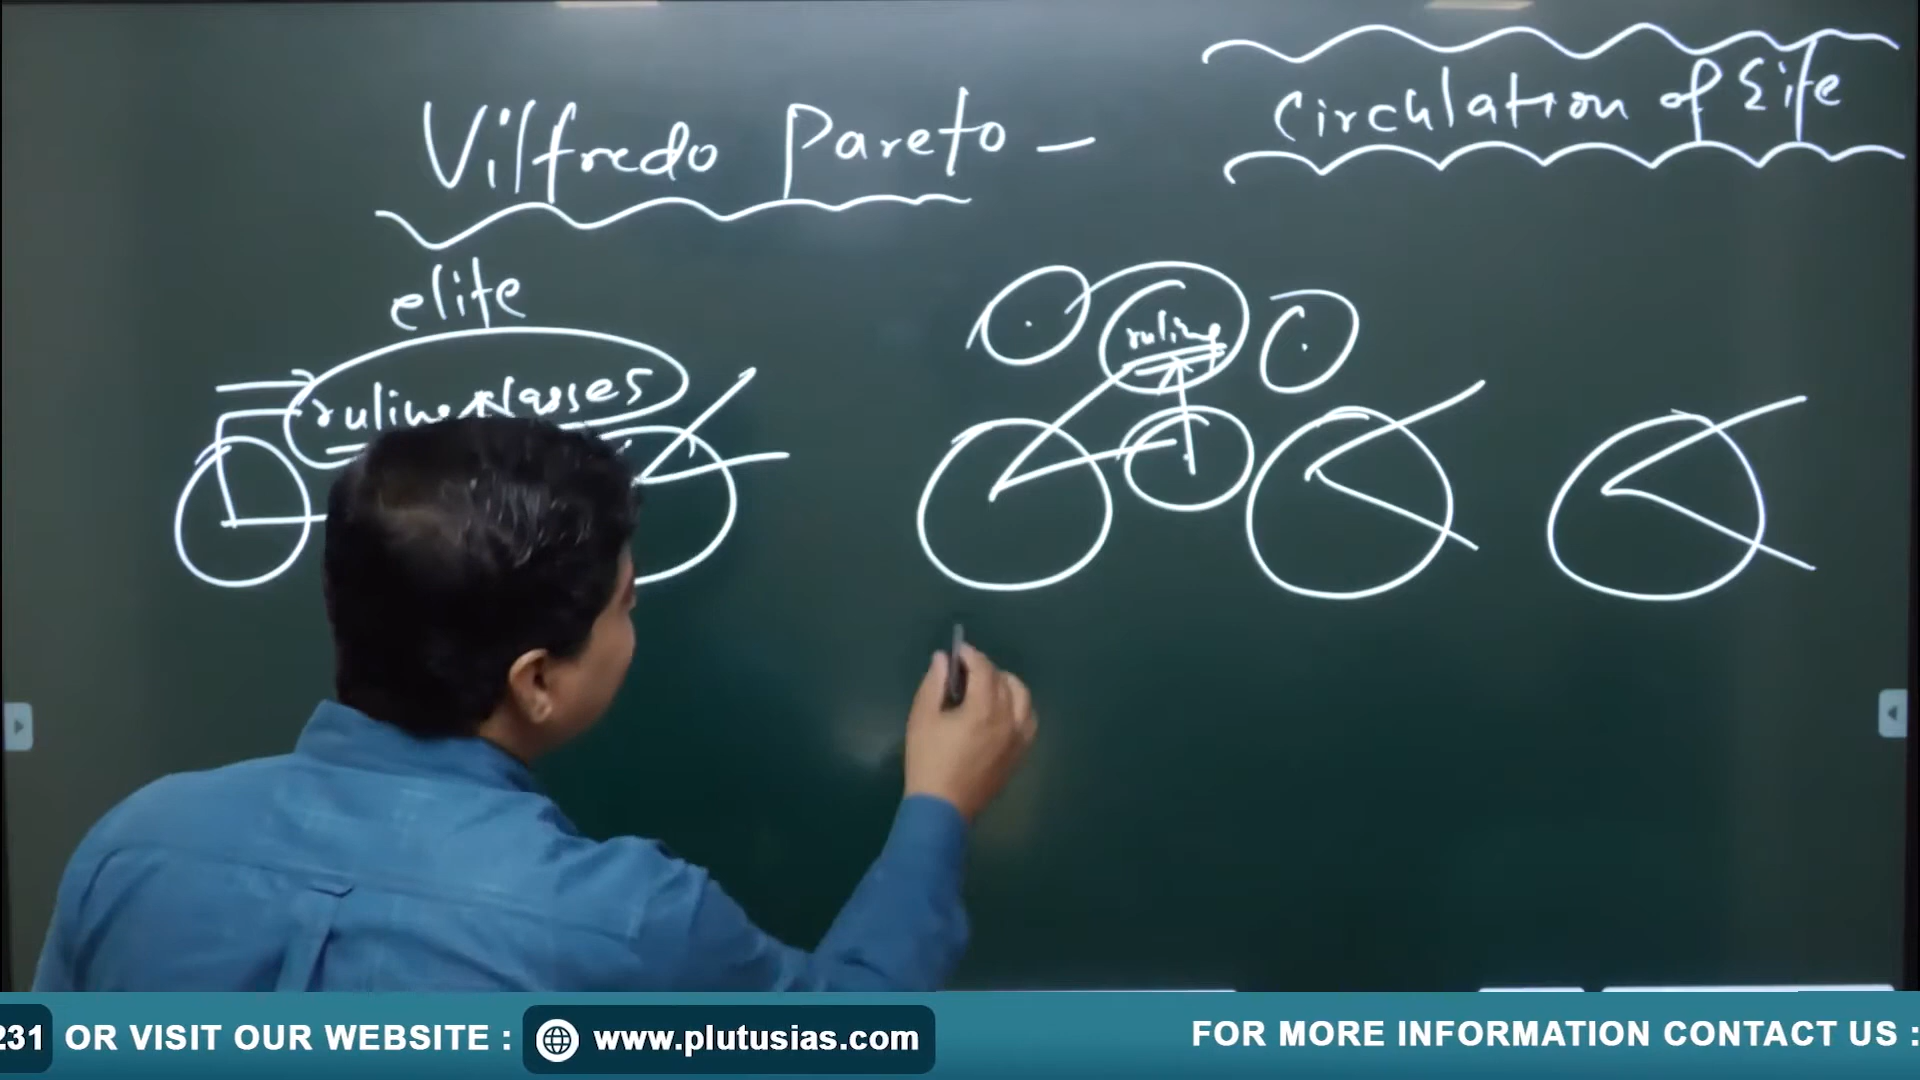 Circulation of Elite
Vilfredo Pareto -
elite
ruling
ruling classes
231 OR VISIT OUR WEBSITE : www.plutusias.com
FOR MORE INFORMATION CONTACT US :